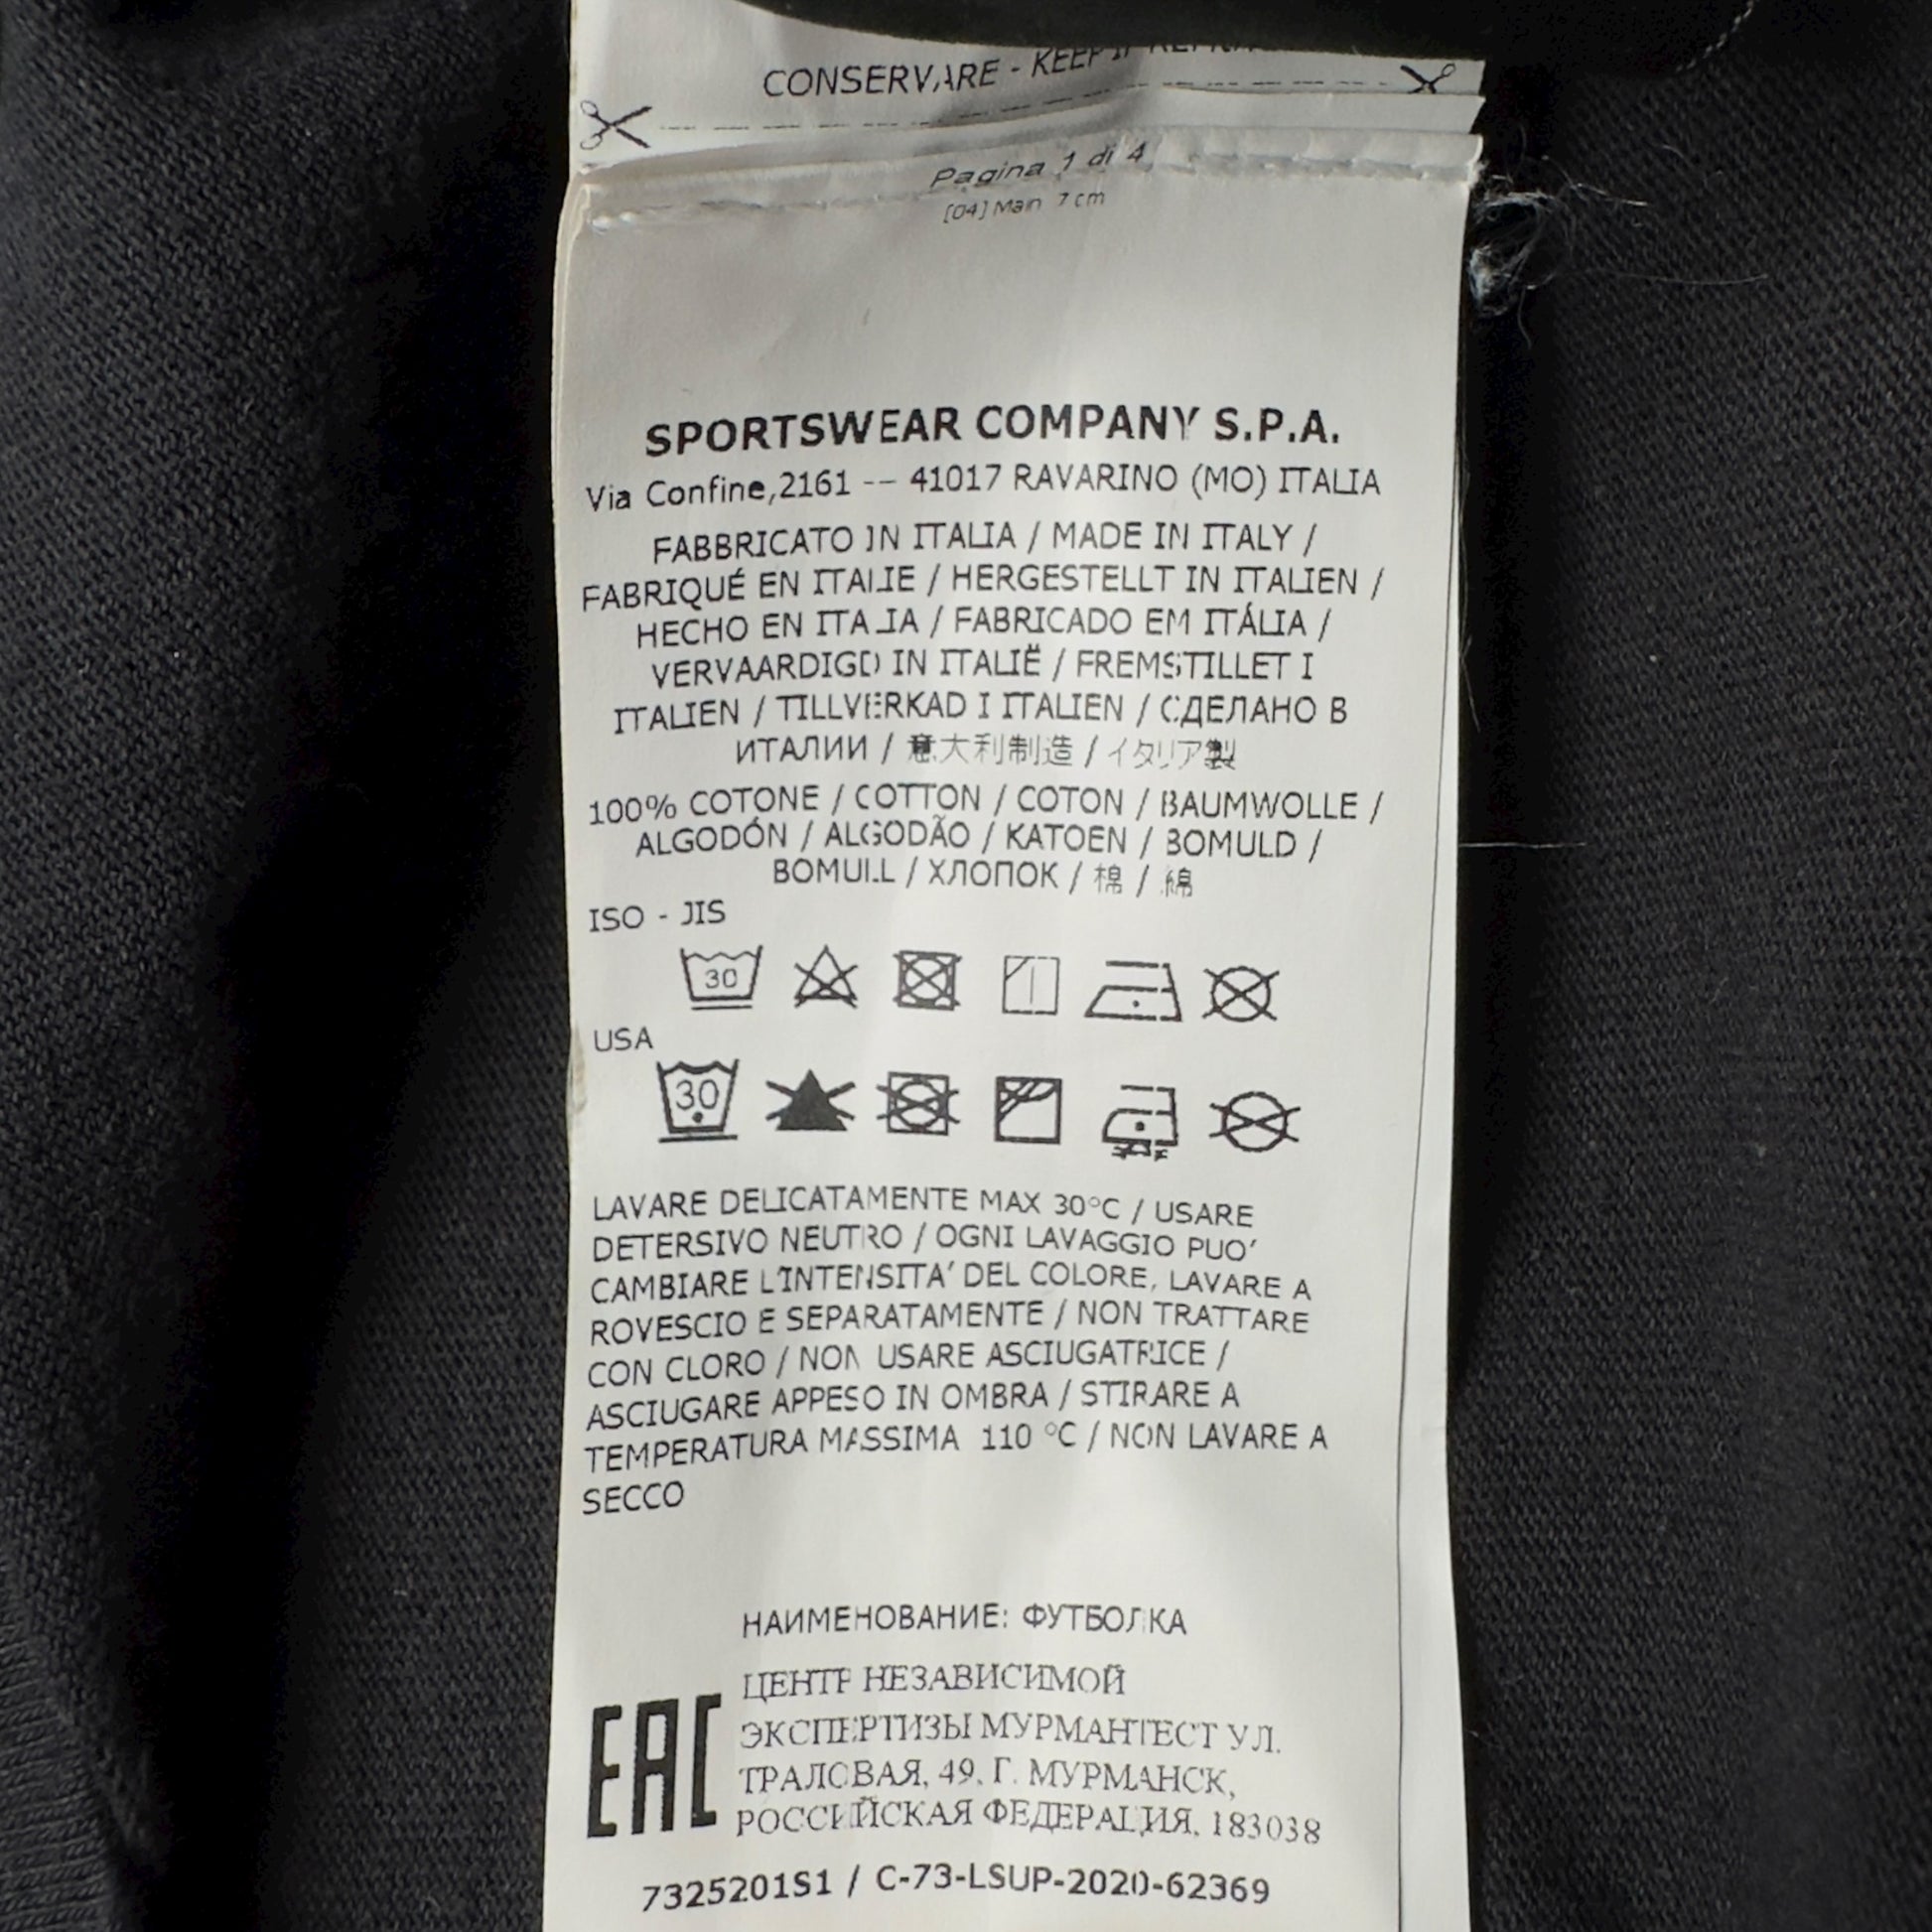 CONSERVARE - KEEP IF
Pagina 1 di 4
[04] Main 7 cm
SPORTSWEAR COMPANY S.P.A.
Via Confine,2161 -- 41017 RAVARINO (MO) ITALIA
FABBRICATO IN ITALIA / MADE IN ITALY /
FABRIQUÉ EN ITALIE / HERGESTELLT IN ITALIEN /
HECHO EN ITALIA / FABRICADO EM ITÁLIA /
VERVAARDIGD IN ITALIË / FREMSTILLET I
ITALIEN / TILLVERKAD I ITALIEN / СДЕЛАНО В
ИТАЛИИ / 意大利制造 / イタリア製
100% COTONE / COTTON / COTON / BAUMWOLLE /
ALGODÓN / ALGODÃO / KATOEN / BOMULD /
BOMULL / ХЛОПОК / 棉 / 綿
ISO - JIS
30
USA
30
LAVARE DELICATAMENTE MAX 30°C / USARE
DETERSIVO NEUTRO / OGNI LAVAGGIO PUO'
CAMBIARE L'INTENSITA' DEL COLORE, LAVARE A
ROVESCIO E SEPARATAMENTE / NON TRATTARE
CON CLORO / NON USARE ASCIUGATRICE /
ASCIUGARE APPESO IN OMBRA / STIRARE A
TEMPERATURA MASSIMA 110 °C / NON LAVARE A
SECCO
НАИМЕНОВАНИЕ: ФУТБОЛКА
ЦЕНТР НЕЗАВИСИМОЙ
ЭКСПЕРТИЗЫ МУРМАНТЕСТ УЛ.
ТРАЛОВАЯ, 49, Г. МУРМАНСК,
РОССИЙСКАЯ ФЕДЕРАЦИЯ, 183038
EAC
7325201S1 / C-73-LSUP-2020-62369